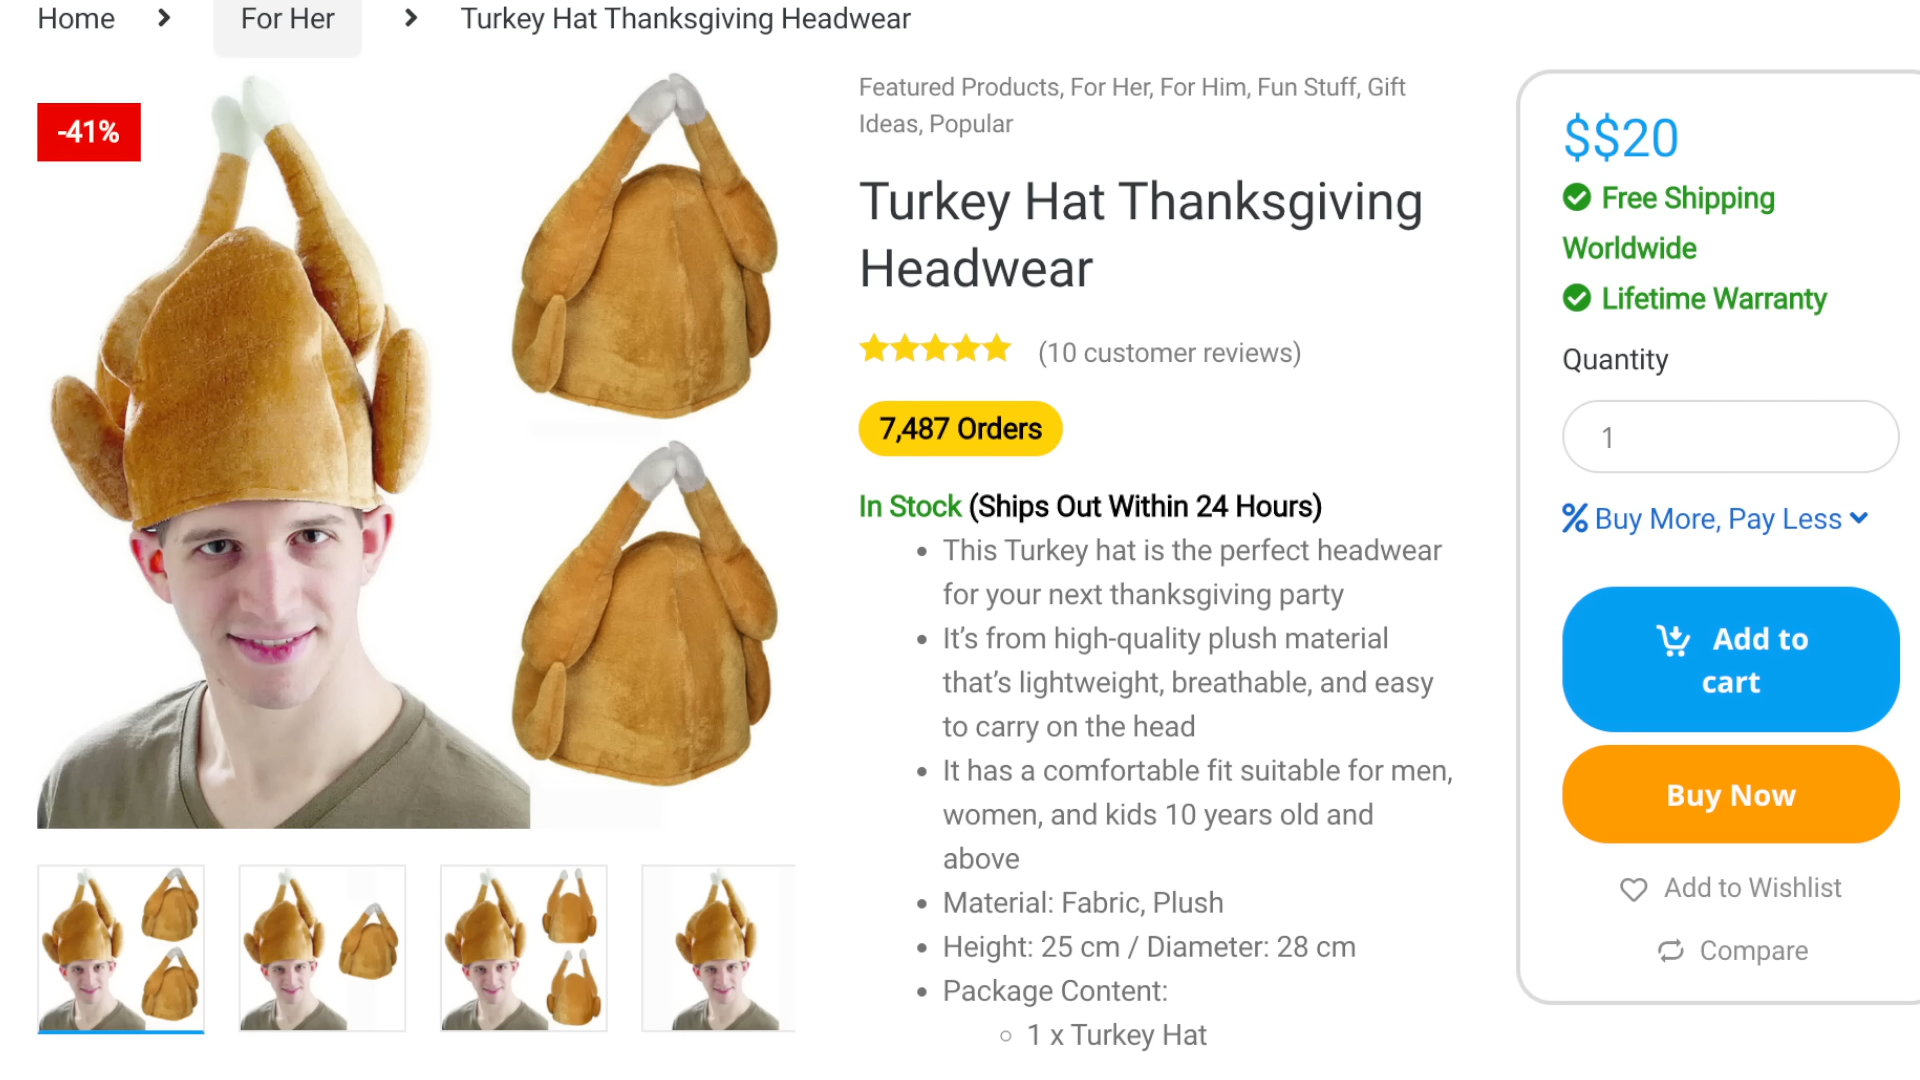 Home > For Her > Turkey Hat Thanksgiving Headwear
-41%
Featured Products, For Her, For Him, Fun Stuff, Gift
Ideas, Popular
Turkey Hat Thanksgiving
Headwear
(10 customer reviews)
7,487 Orders
In Stock (Ships Out Within 24 Hours)
• This Turkey hat is the perfect headwear
for your next thanksgiving party
• It’s from high-quality plush material
that’s lightweight, breathable, and easy
to carry on the head
• It has a comfortable fit suitable for men,
women, and kids 10 years old and
above
• Material: Fabric, Plush
• Height: 25 cm / Diameter: 28 cm
• Package Content:
○ 1 x Turkey Hat
$$20
Free Shipping
Worldwide
Lifetime Warranty
Quantity
1
% Buy More, Pay Less
Add to
cart
Buy Now
Add to Wishlist
Compare